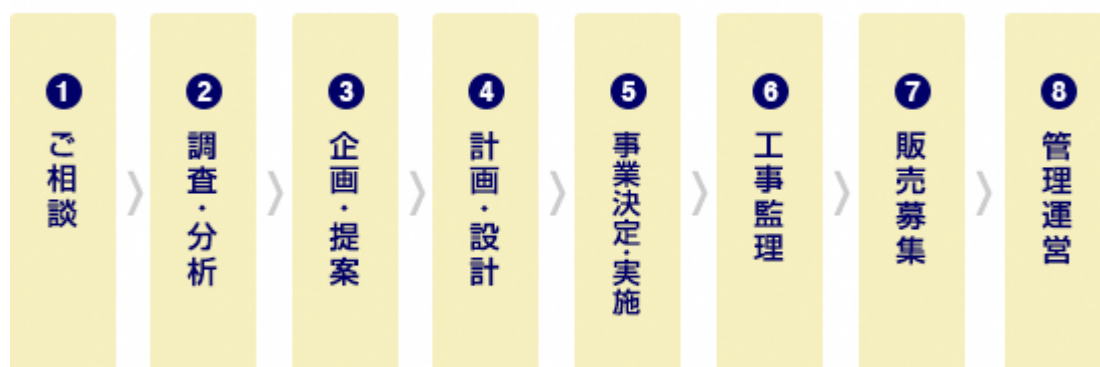 1
ご相談
2
調査・分析
3
企画・提案
4
計画・設計
5
事業決定・実施
6
工事監理
7
販売募集
8
管理運営